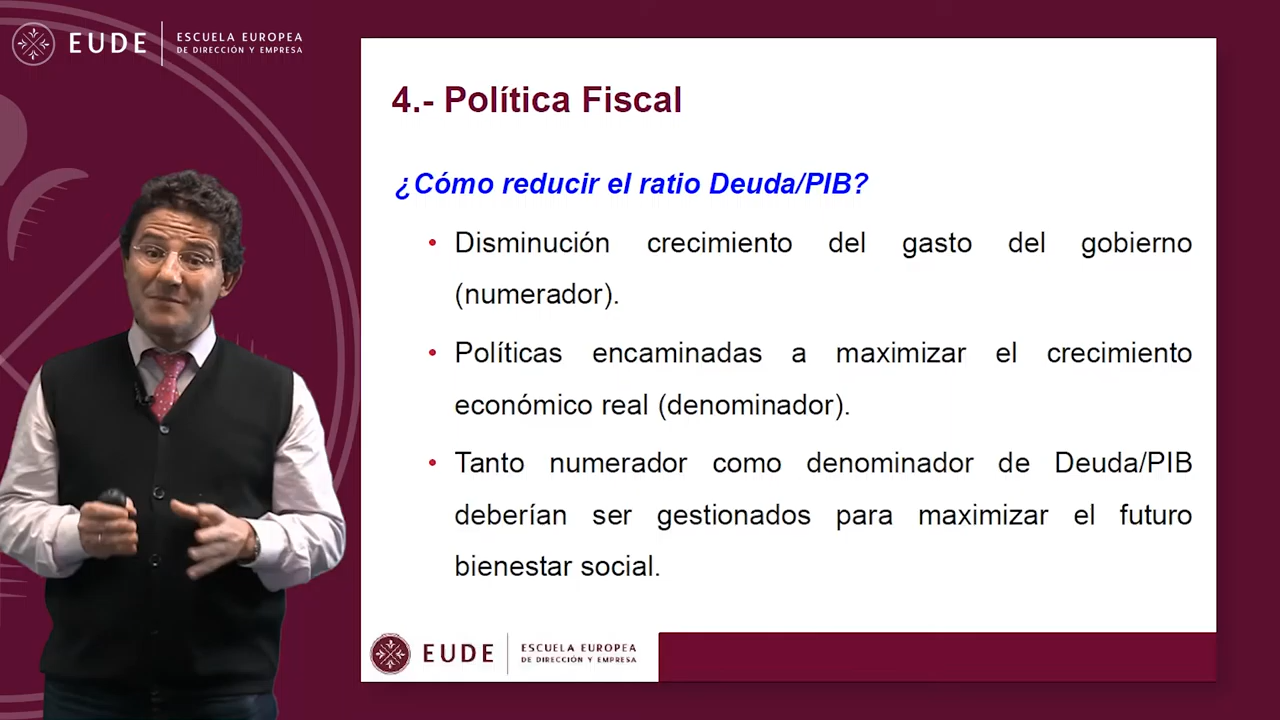 EUDE
ESCUELA EUROPEA
DE DIRECCIÓN Y EMPRESA
4.- Política Fiscal
¿Cómo reducir el ratio Deuda/PIB?
• Disminución crecimiento del gasto del gobierno
(numerador).
• Políticas encaminadas a maximizar el crecimiento
económico real (denominador).
• Tanto numerador como denominador de Deuda/PIB
deberían ser gestionados para maximizar el futuro
bienestar social.
EUDE
ESCUELA EUROPEA
DE DIRECCIÓN Y EMPRESA